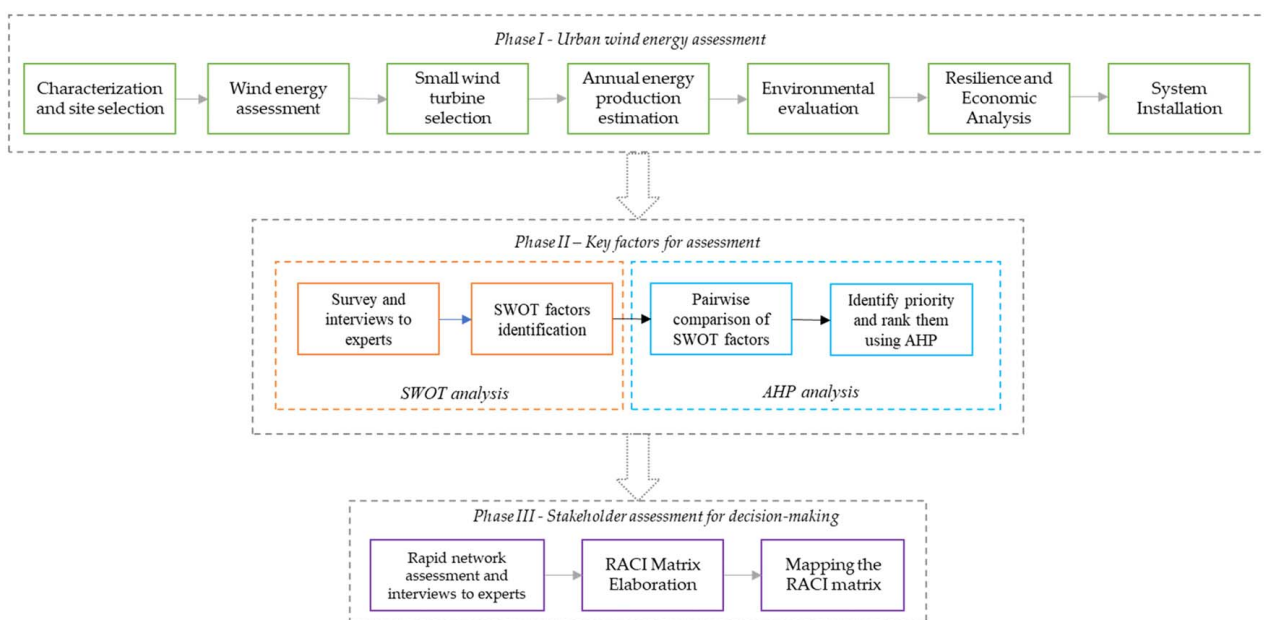 Phase I - Urban wind energy assessment
Characterization
and site selection
Wind energy
assessment
Small wind
turbine
selection
Annual energy
production
estimation
Environmental
evaluation
Resilience and
Economic
Analysis
System
Installation
Phase II – Key factors for assessment
Survey and
interviews to
experts
SWOT factors
identification
Pairwise
comparison of
SWOT factors
Identify priority
and rank them
using AHP
SWOT analysis
AHP analysis
Phase III - Stakeholder assessment for decision-making
Rapid network
assessment and
interviews to experts
RACI Matrix
Elaboration
Mapping the
RACI matrix